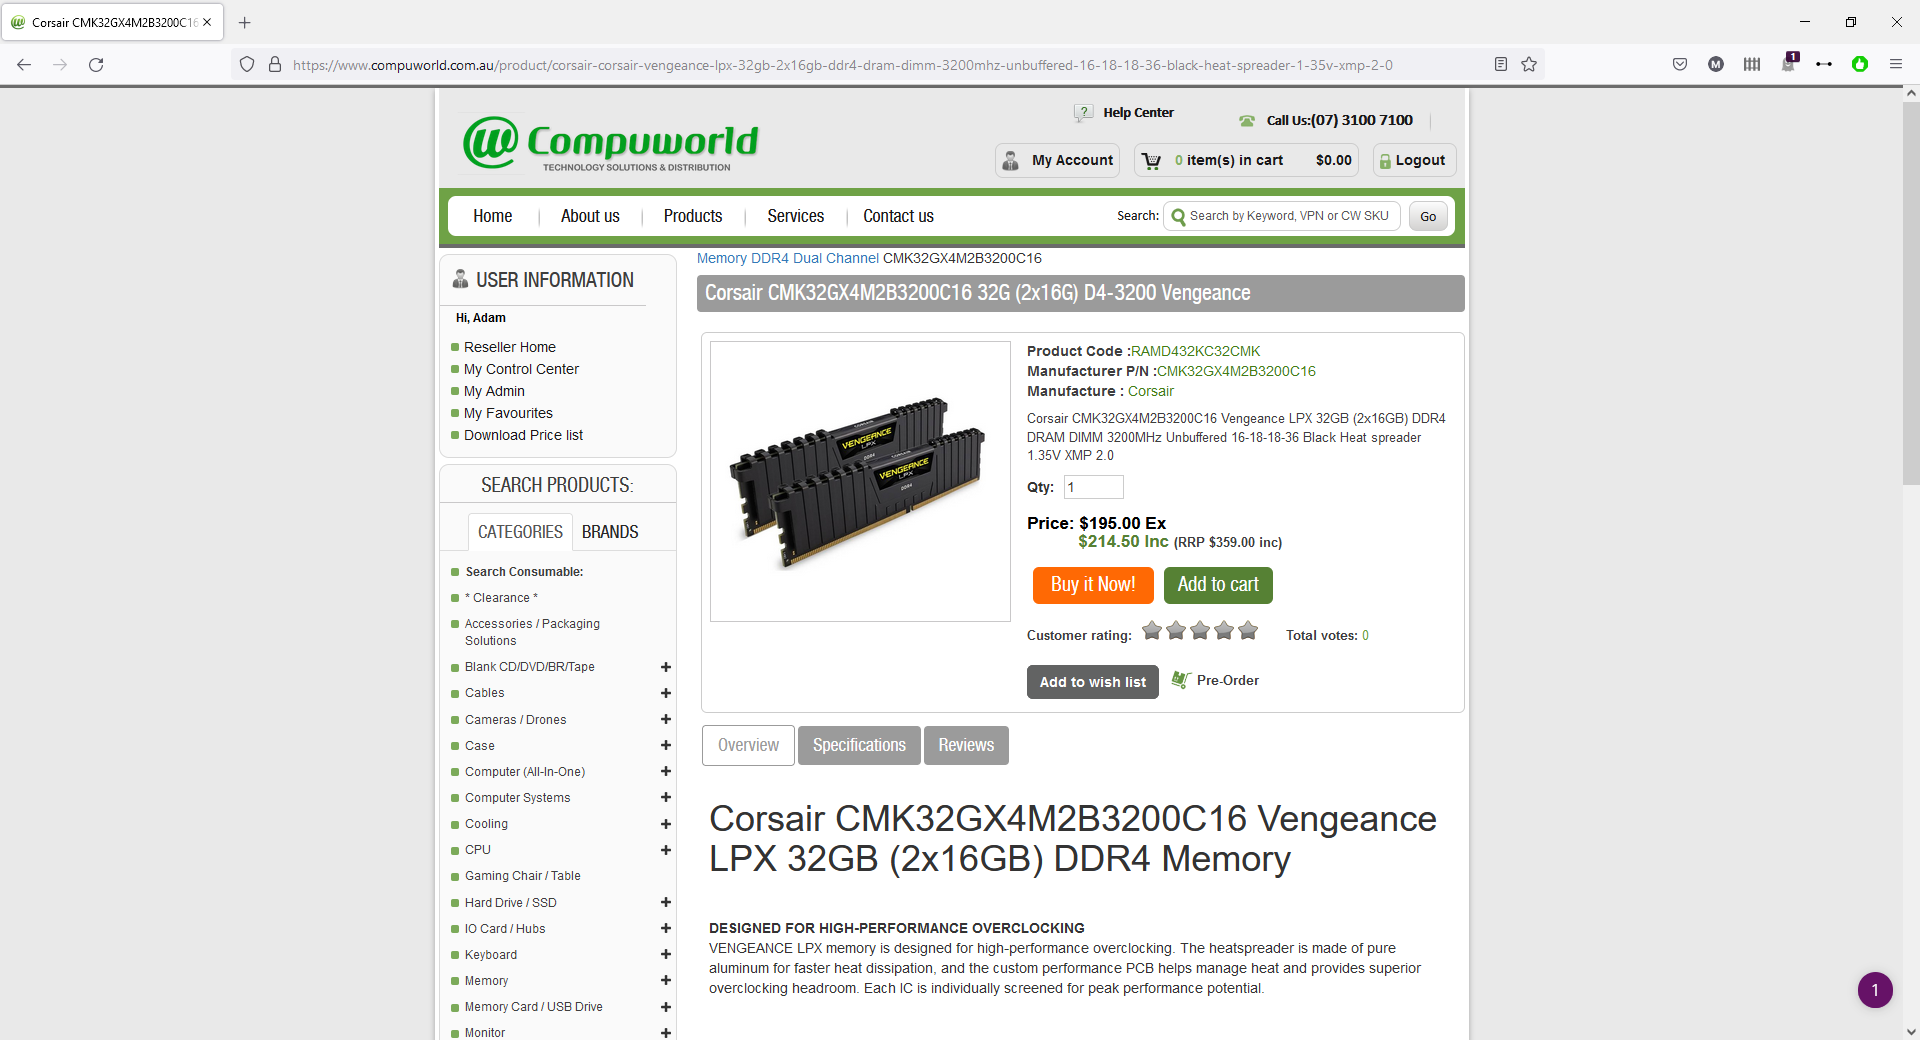 Corsair CMK32GX4M2B3200C16
https://www.compuworld.com.au/product/corsair-corsair-vengeance-lpx-32gb-2x16gb-ddr4-dram-dimm-3200mhz-unbuffered-16-18-18-36-black-heat-spreader-1-35v-xmp-2-0
M
1
Compuworld
TECHNOLOGY SOLUTIONS & DISTRIBUTION
? Help Center
Call Us:(07) 3100 7100
My Account
0 item(s) in cart $0.00
Logout
Home
About us
Products
Services
Contact us
Search: Search by Keyword, VPN or CW SKU Go
USER INFORMATION
Hi, Adam
Reseller Home
My Control Center
My Admin
My Favourites
Download Price list
SEARCH PRODUCTS:
CATEGORIES BRANDS
Search Consumable:
* Clearance *
Accessories / Packaging
Solutions
Blank CD/DVD/BR/Tape
Cables
Cameras / Drones
Case
Computer (All-In-One)
Computer Systems
Cooling
CPU
Gaming Chair / Table
Hard Drive / SSD
IO Card / Hubs
Keyboard
Memory
Memory Card / USB Drive
Monitor
Memory DDR4 Dual Channel CMK32GX4M2B3200C16
Corsair CMK32GX4M2B3200C16 32G (2x16G) D4-3200 Vengeance
VENGEANCE
LPX
DDR4
VENGEANCE
LPX
DDR4
Product Code :RAMD432KC32CMK
Manufacturer P/N :CMK32GX4M2B3200C16
Manufacture : Corsair
Corsair CMK32GX4M2B3200C16 Vengeance LPX 32GB (2x16GB) DDR4
DRAM DIMM 3200MHz Unbuffered 16-18-18-36 Black Heat spreader
1.35V XMP 2.0
Qty: 1
Price: $195.00 Ex
$214.50 Inc (RRP $359.00 inc)
Buy it Now! Add to cart
Customer rating: Total votes: 0
Add to wish list Pre-Order
Overview Specifications Reviews
Corsair CMK32GX4M2B3200C16 Vengeance
LPX 32GB (2x16GB) DDR4 Memory
DESIGNED FOR HIGH-PERFORMANCE OVERCLOCKING
VENGEANCE LPX memory is designed for high-performance overclocking. The heatspreader is made of pure
aluminum for faster heat dissipation, and the custom performance PCB helps manage heat and provides superior
overclocking headroom. Each IC is individually screened for peak performance potential.
1